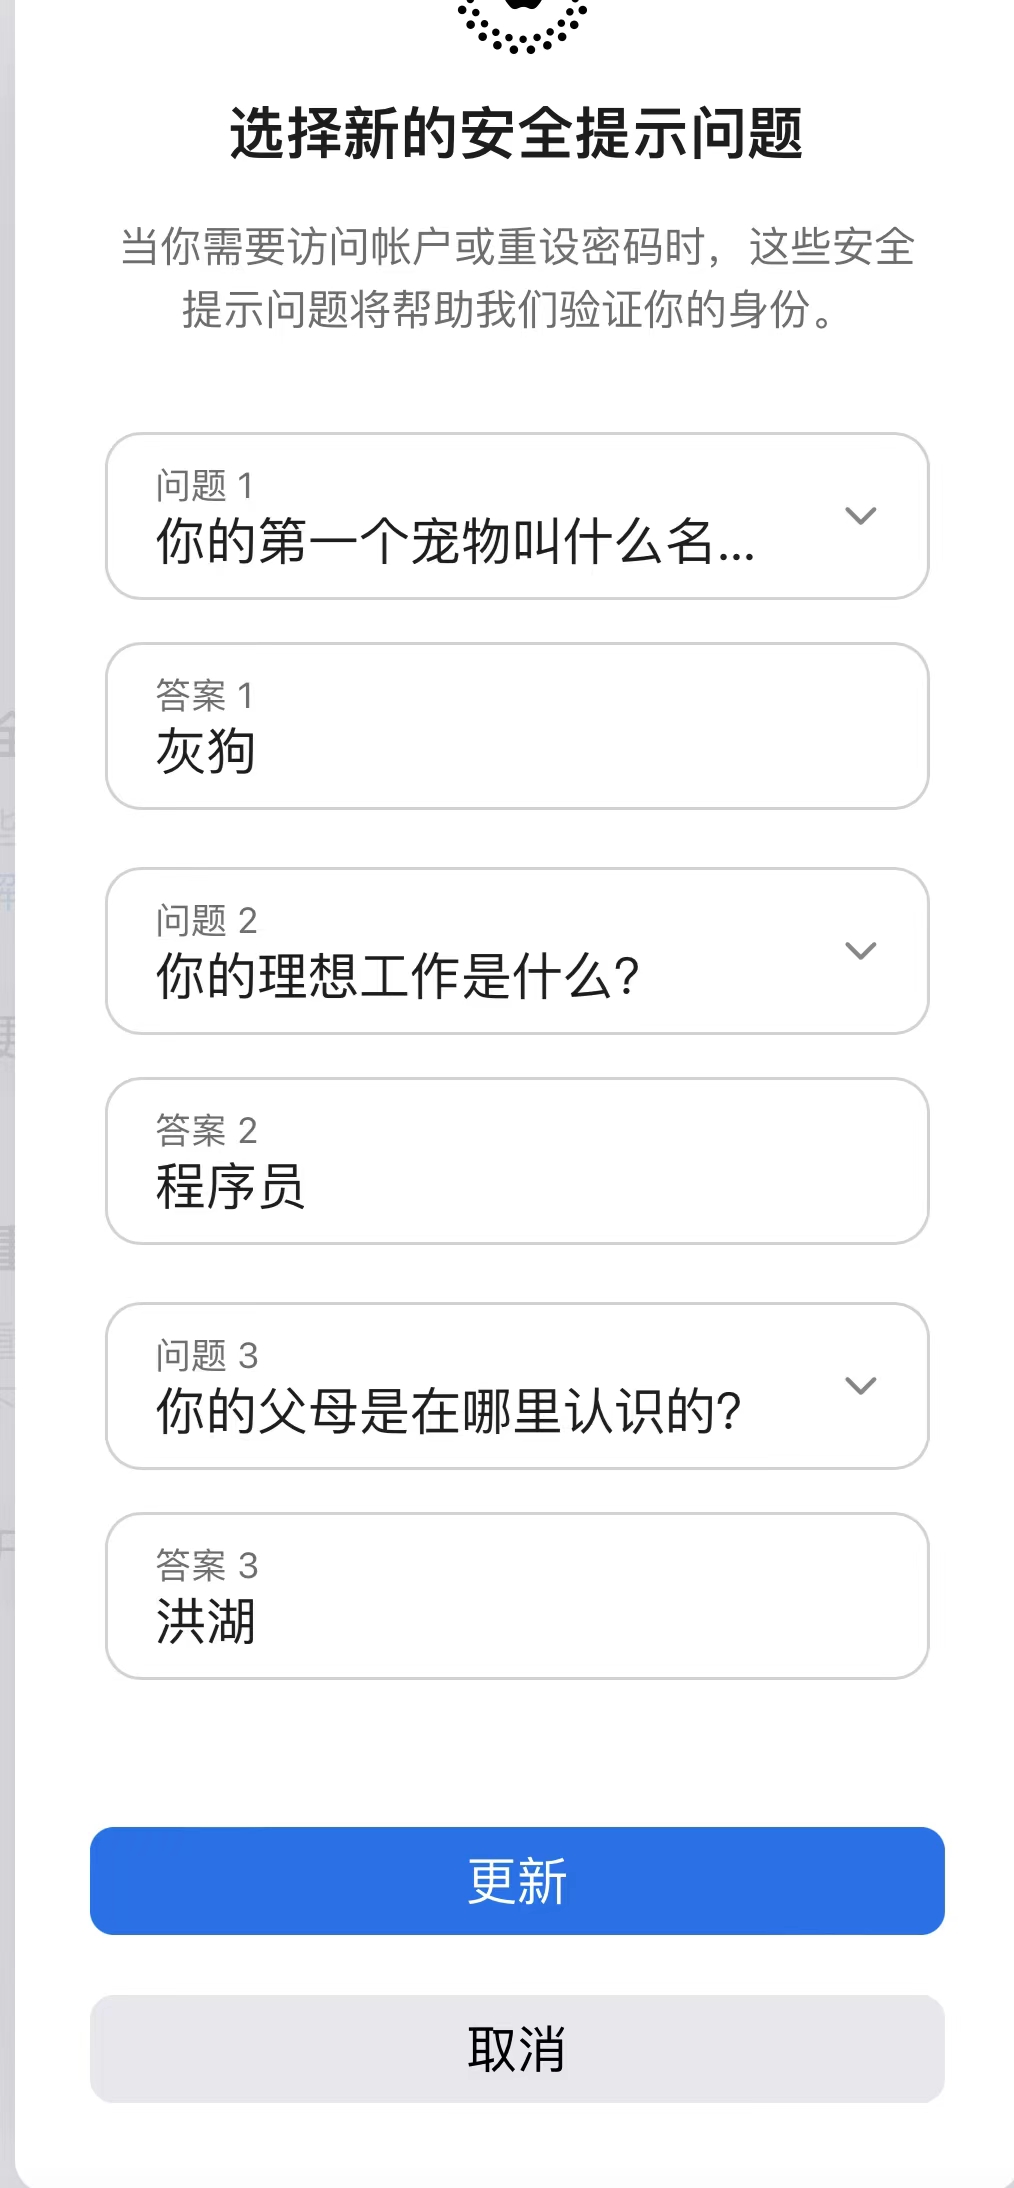 选择新的安全提示问题
当你需要访问帐户或重设密码时，这些安全
提示问题将帮助我们验证你的身份。
问题 1
你的第一个宠物叫什么名...
答案 1
灰狗
问题 2
你的理想工作是什么?
答案 2
程序员
问题 3
你的父母是在哪里认识的?
答案 3
洪湖
更新
取消